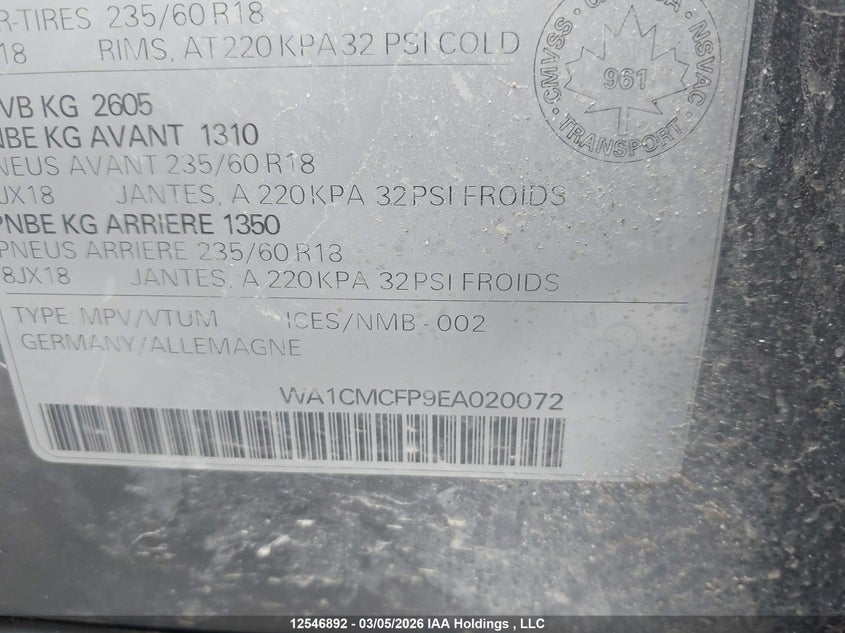 R-TIRES 235/60 R18
18 RIMS, AT 220 KPA 32 PSI COLD
VB KG 2605
NBE KG AVANT 1310
NEUS AVANT 235/60 R18
JX18 JANTES, A 220 KPA 32 PSI FROIDS
PNBE KG ARRIERE 1350
PNEUS ARRIERE 235/60 R18
8JX18 JANTES, A 220 KPA 32 PSI FROIDS
TYPE: MPV/VTUM ICES/NMB-002
GERMANY/ALLEMAGNE
WA1CMCFP9EA020072
CMVSS NSVAC
961
TRANSPORT
12546892 - 03/05/2026 IAA Holdings , LLC